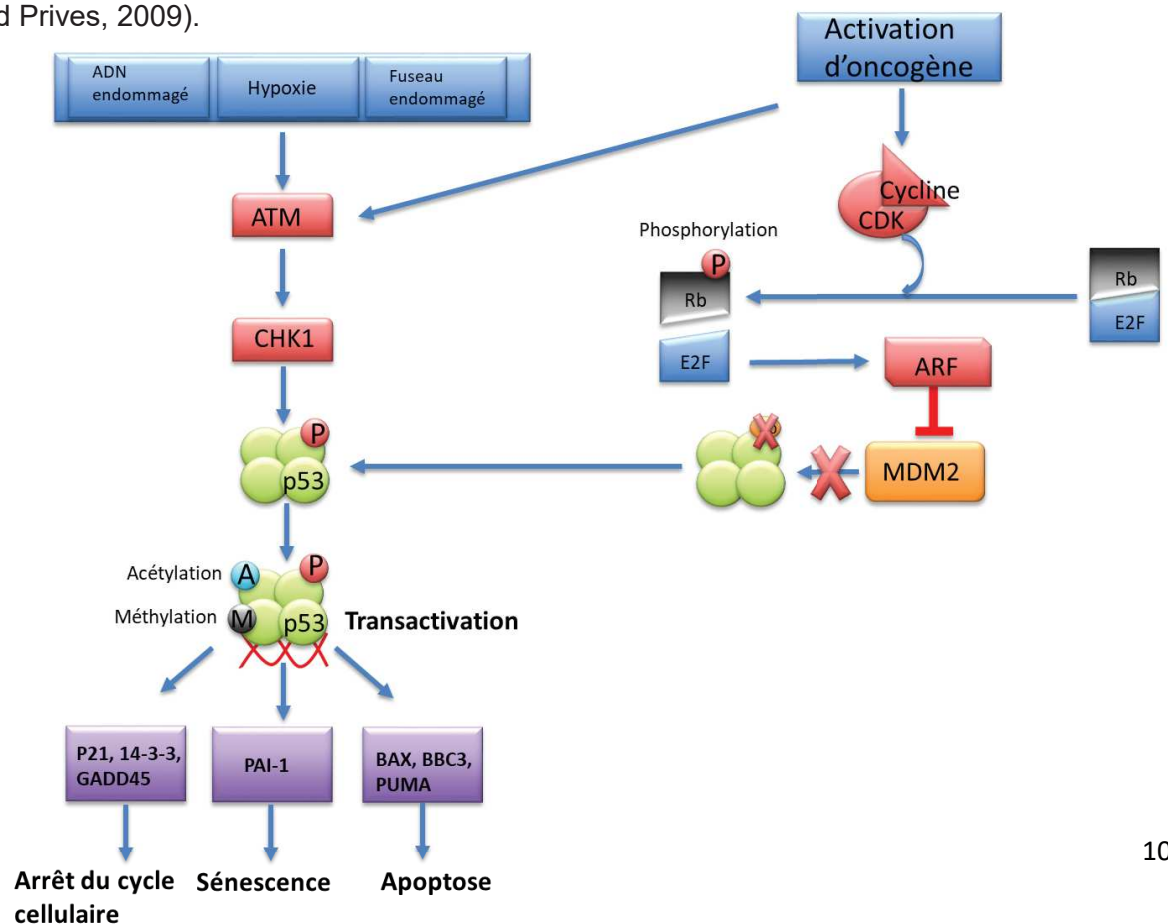 d Prives, 2009).
Activation
d’oncogène
ADN
endommagé
Hypoxie
Fuseau
endommagé
ATM
Cycline
CDK
Phosphorylation
P
Rb
E2F
Rb
E2F
CHK1
ARF
MDM2
P
p53
Acétylation
A
P
Méthylation
M
p53
Transactivation
P21, 14-3-3,
GADD45
PAI-1
BAX, BBC3,
PUMA
Arrêt du cycle
cellulaire
Sénescence
Apoptose
10